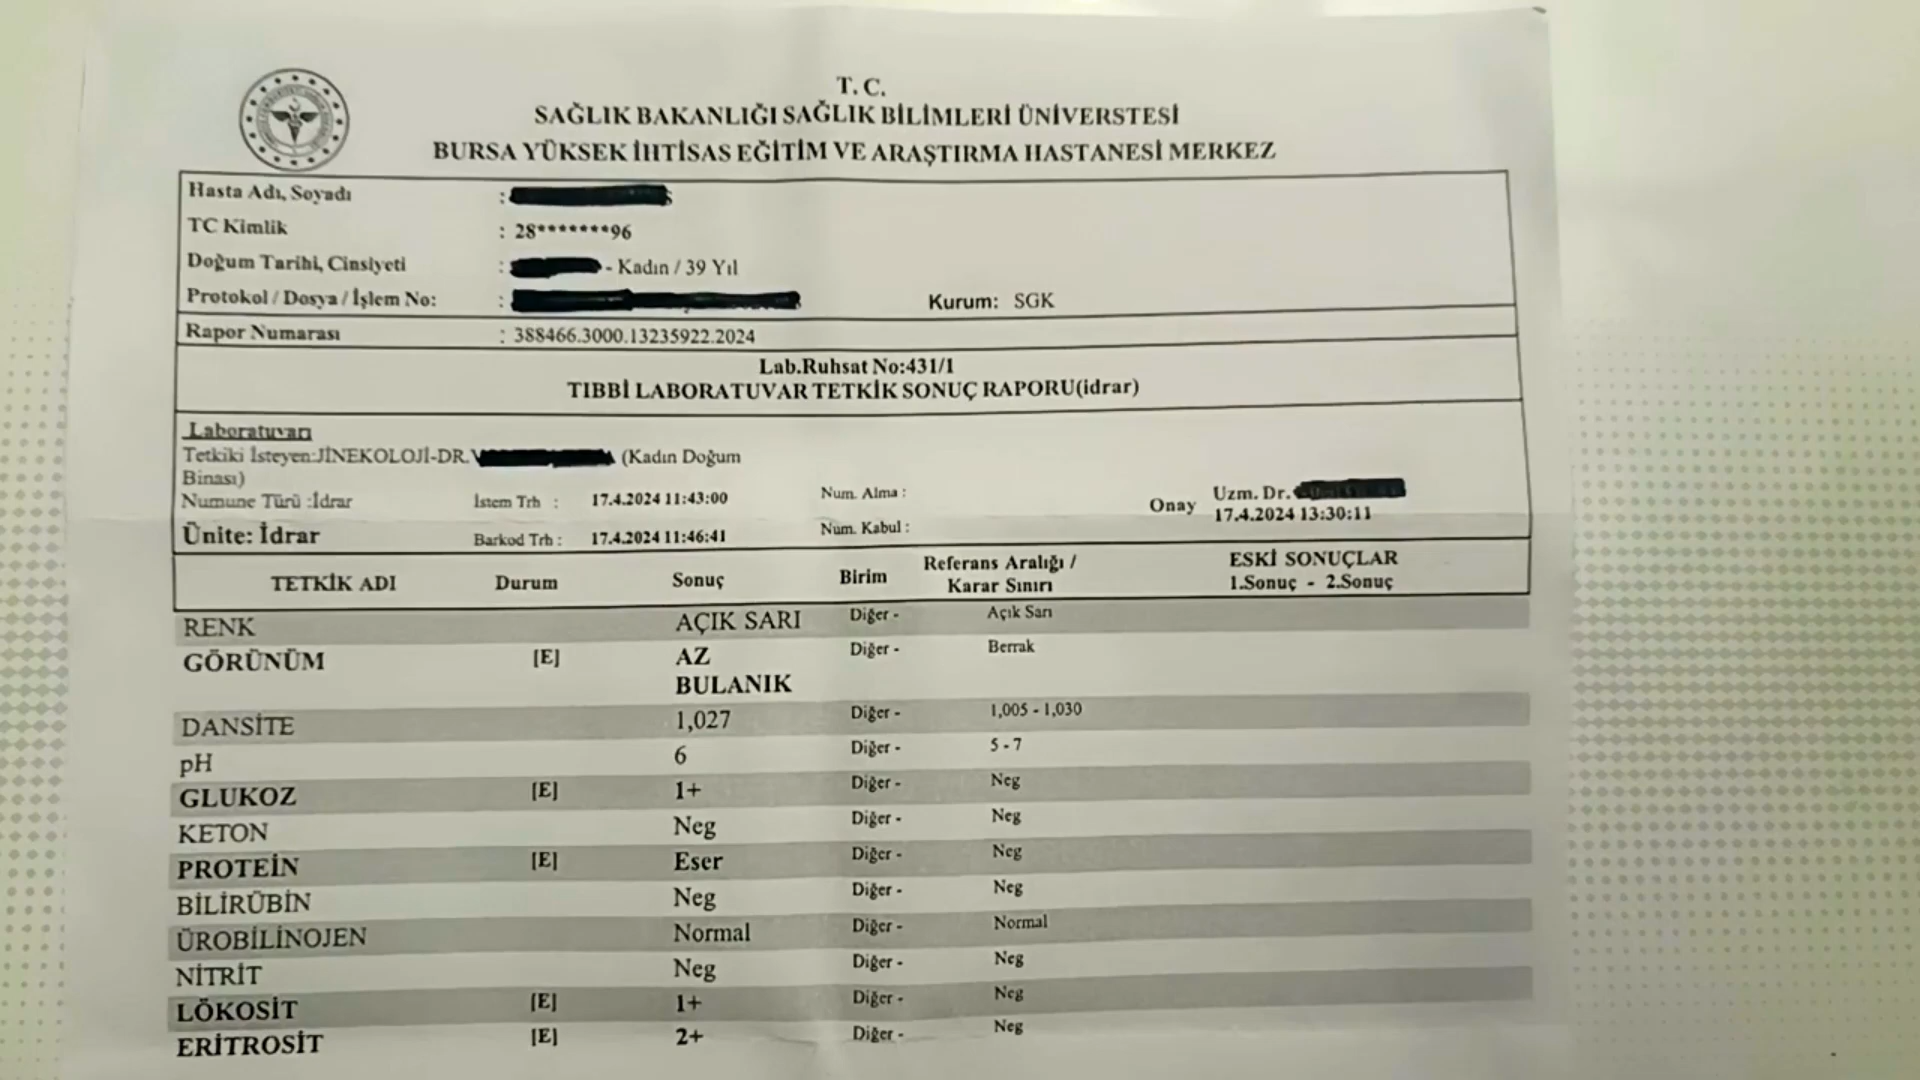 T. C.
SAĞLIK BAKANLIĞI SAĞLIK BİLİMLERİ ÜNİVERSTESİ
BURSA YÜKSEK İHTİSAS EĞİTİM VE ARAŞTIRMA HASTANESİ MERKEZ
Hasta Adı, Soyadı :
TC Kimlik : 28*******96
Doğum Tarihi, Cinsiyeti : - Kadın / 39 Yıl
Protokol / Dosya / İşlem No: : Kurum: SGK
Rapor Numarası : 388466.3000.13235922.2024
Lab.Ruhsat No:431/1
TIBBİ LABORATUVAR TETKİK SONUÇ RAPORU(idrar)
Laboratuvarı
Tetkiki İsteyen:JİNEKOLOJİ-DR. (Kadın Doğum
Binası)
Numune Türü :İdrar İstem Trh : 17.4.2024 11:43:00 Num. Alma : Onay Uzm. Dr.
17.4.2024 13:30:11
Ünite: İdrar Barkod Trh : 17.4.2024 11:46:41 Num. Kabul :
TETKİK ADI Durum Sonuç Birim Referans Aralığı / Karar Sınırı ESKİ SONUÇLAR 1.Sonuç - 2.Sonuç
RENK AÇIK SARI Diğer - Açık Sarı
GÖRÜNÜM [E] AZ Diğer - Berrak
BULANIK
DANSİTE 1,027 Diğer - 1,005 - 1,030
pH 6 Diğer - 5 - 7
GLUKOZ [E] 1+ Diğer - Neg
KETON Neg Diğer - Neg
PROTEİN [E] Eser Diğer - Neg
BİLİRÜBİN Neg Diğer - Neg
ÜROBİLİNOJEN Normal Diğer - Normal
NİTRİT Neg Diğer - Neg
LÖKOSİT [E] 1+ Diğer - Neg
ERİTROSİT [E] 2+ Diğer - Neg